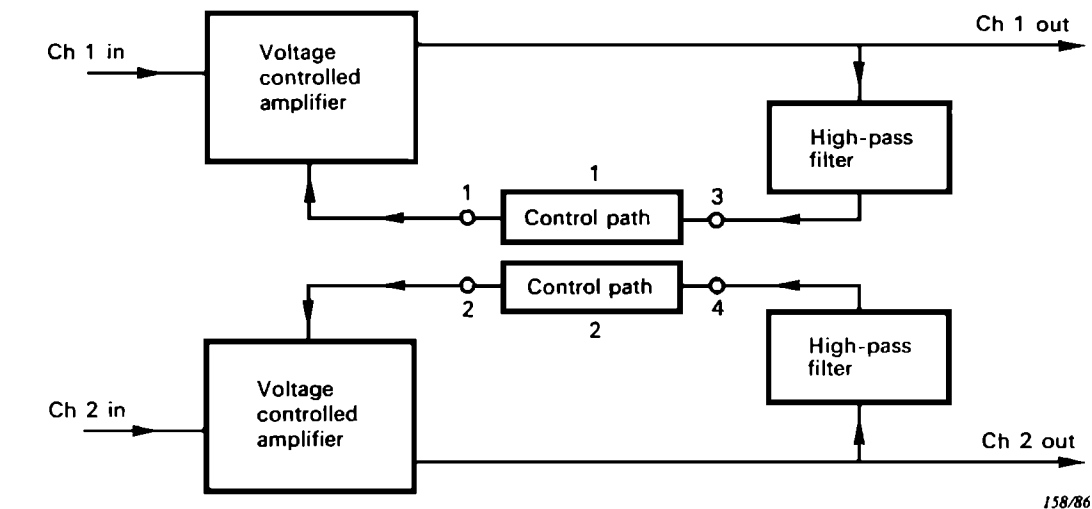 Ch 1 in
Voltage
controlled
amplifier
Ch 1 out
High-pass
filter
1
1
Control path
3
2
Control path
4
2
High-pass
filter
Ch 2 in
Voltage
controlled
amplifier
Ch 2 out
158/86